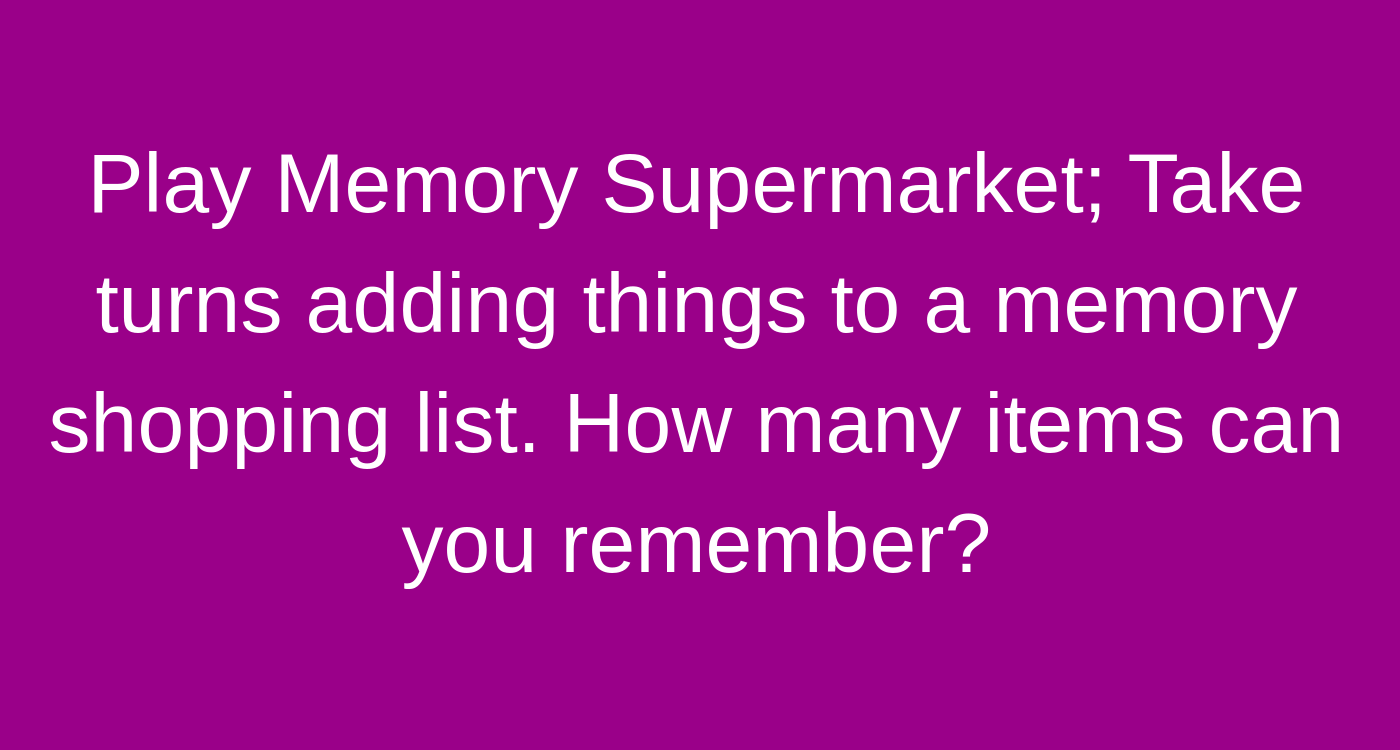 Play Memory Supermarket; Take
turns adding things to a memory
shopping list. How many items can
you remember?